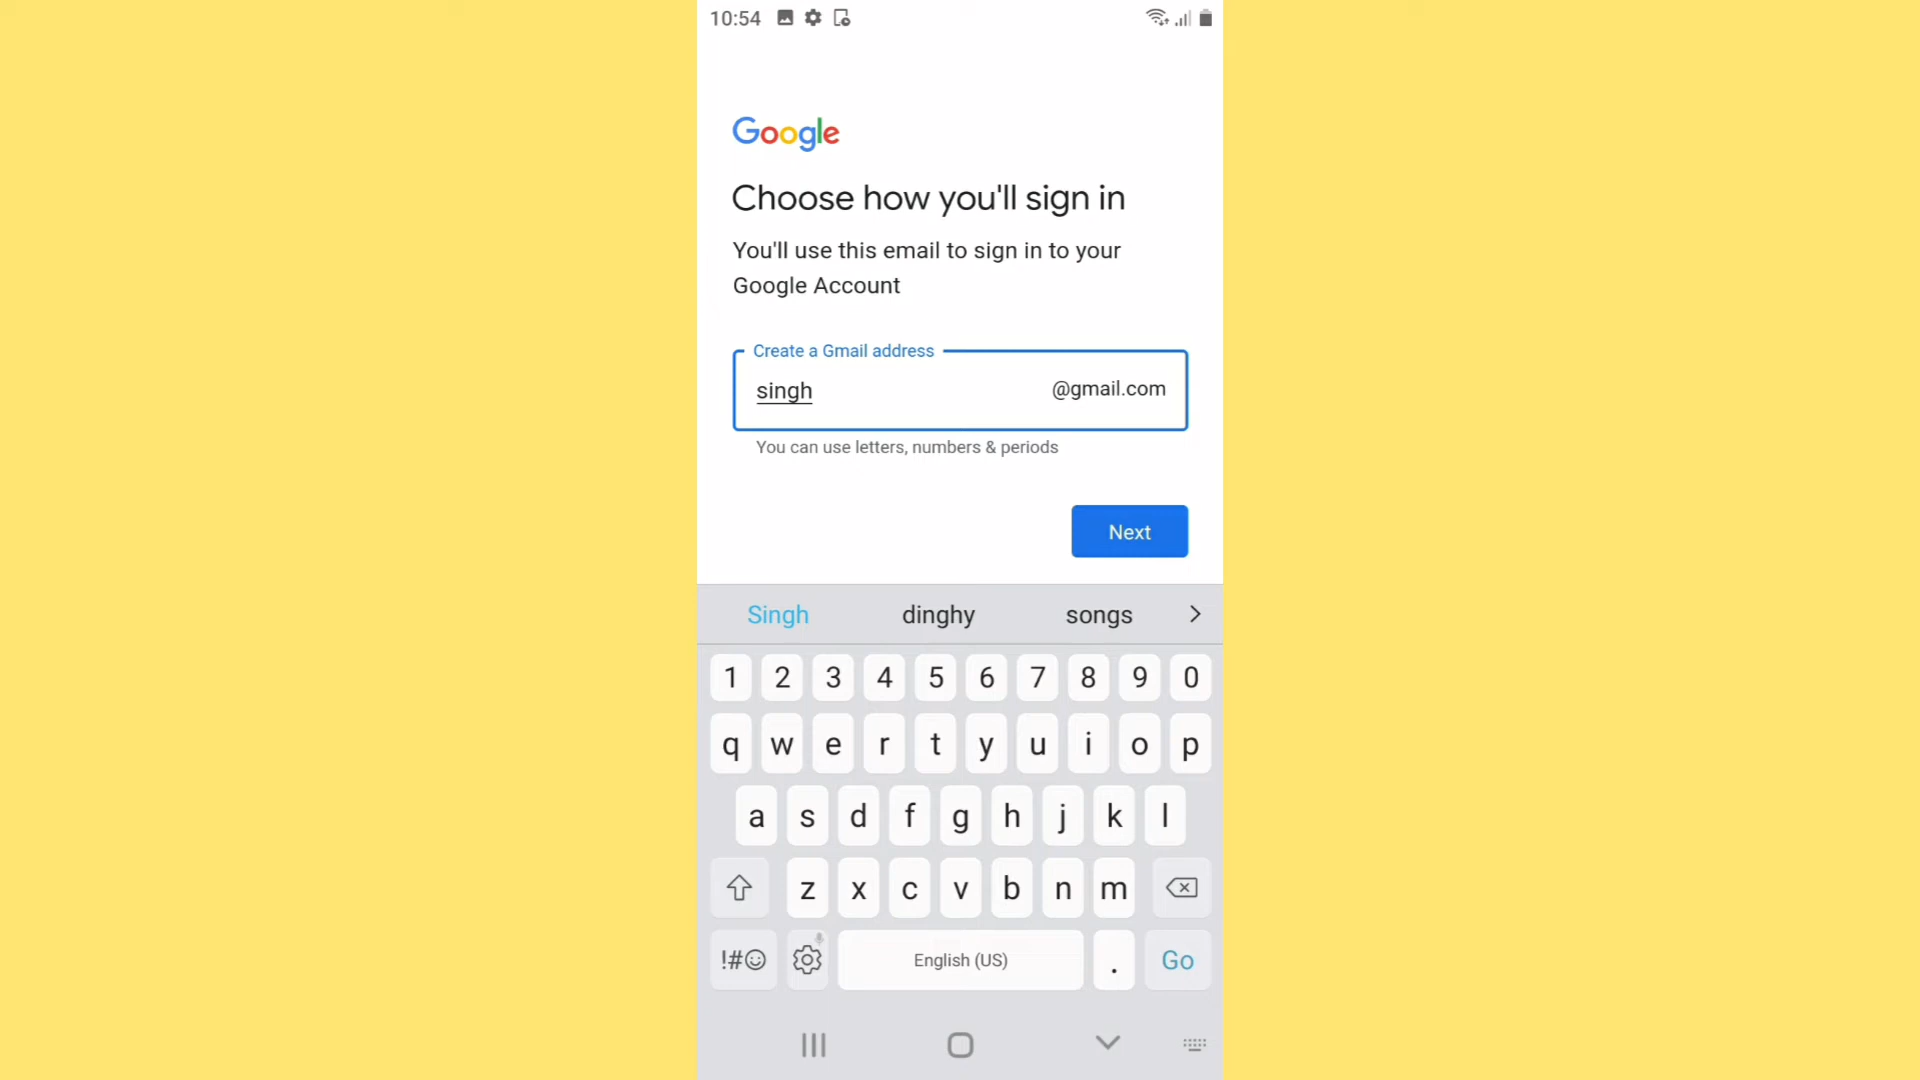 10:54
Google
Choose how you'll sign in
You'll use this email to sign in to your
Google Account
Create a Gmail address
singh @gmail.com
You can use letters, numbers & periods
Next
Singh dinghy songs
1 2 3 4 5 6 7 8 9 0
q w e r t y u i o p
a s d f g h j k l
z x c v b n m
!#☺ English (US) . Go